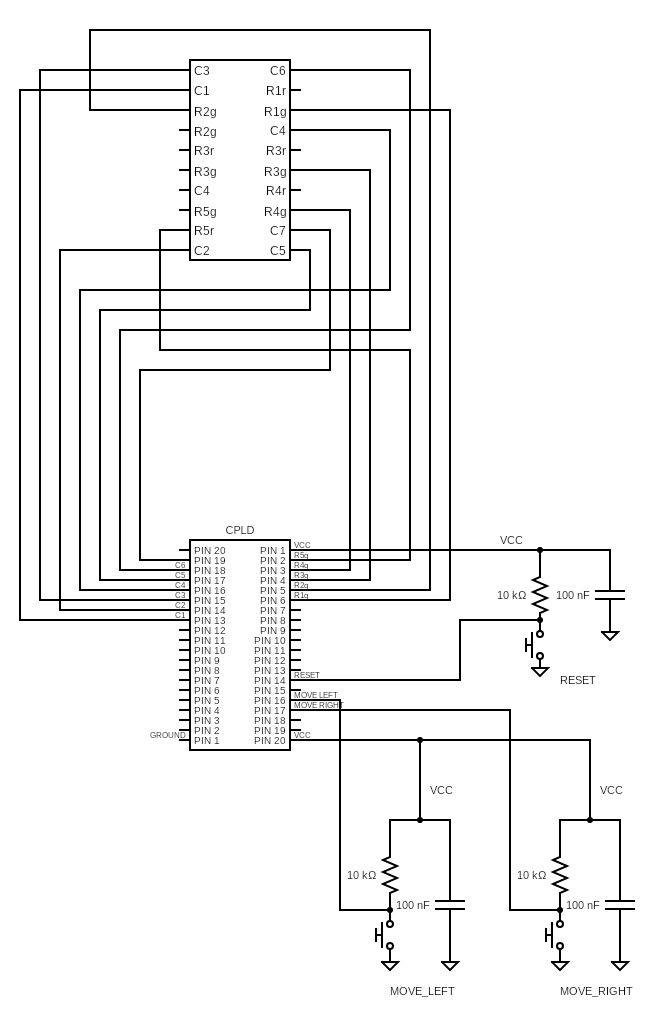 C3 C6
C1 R1r
R2g R1g
R2g C4
R3r R3r
R3g R3g
C4 R4r
R5g R4g
R5r C7
C2 C5
CPLD
VCC
PIN 20 PIN 1 VCC
PIN 19 PIN 2 R5g
C6 PIN 18 PIN 3 R4g
C5 PIN 17 PIN 4 R3g
C4 PIN 16 PIN 5 R2g
C3 PIN 15 PIN 6 R1g
C2 PIN 14 PIN 7
C1 PIN 13 PIN 8
PIN 12 PIN 9
PIN 11 PIN 10
PIN 10 PIN 11
PIN 9 PIN 12
PIN 8 PIN 13
PIN 7 PIN 14 RESET
PIN 6 PIN 15
PIN 5 PIN 16 MOVE LEFT
PIN 4 PIN 17 MOVE RIGHT
PIN 3 PIN 18
PIN 2 PIN 19
GROUND PIN 1 PIN 20 VCC
10 kΩ 100 nF
RESET
VCC VCC
10 kΩ 10 kΩ
100 nF 100 nF
MOVE_LEFT MOVE_RIGHT